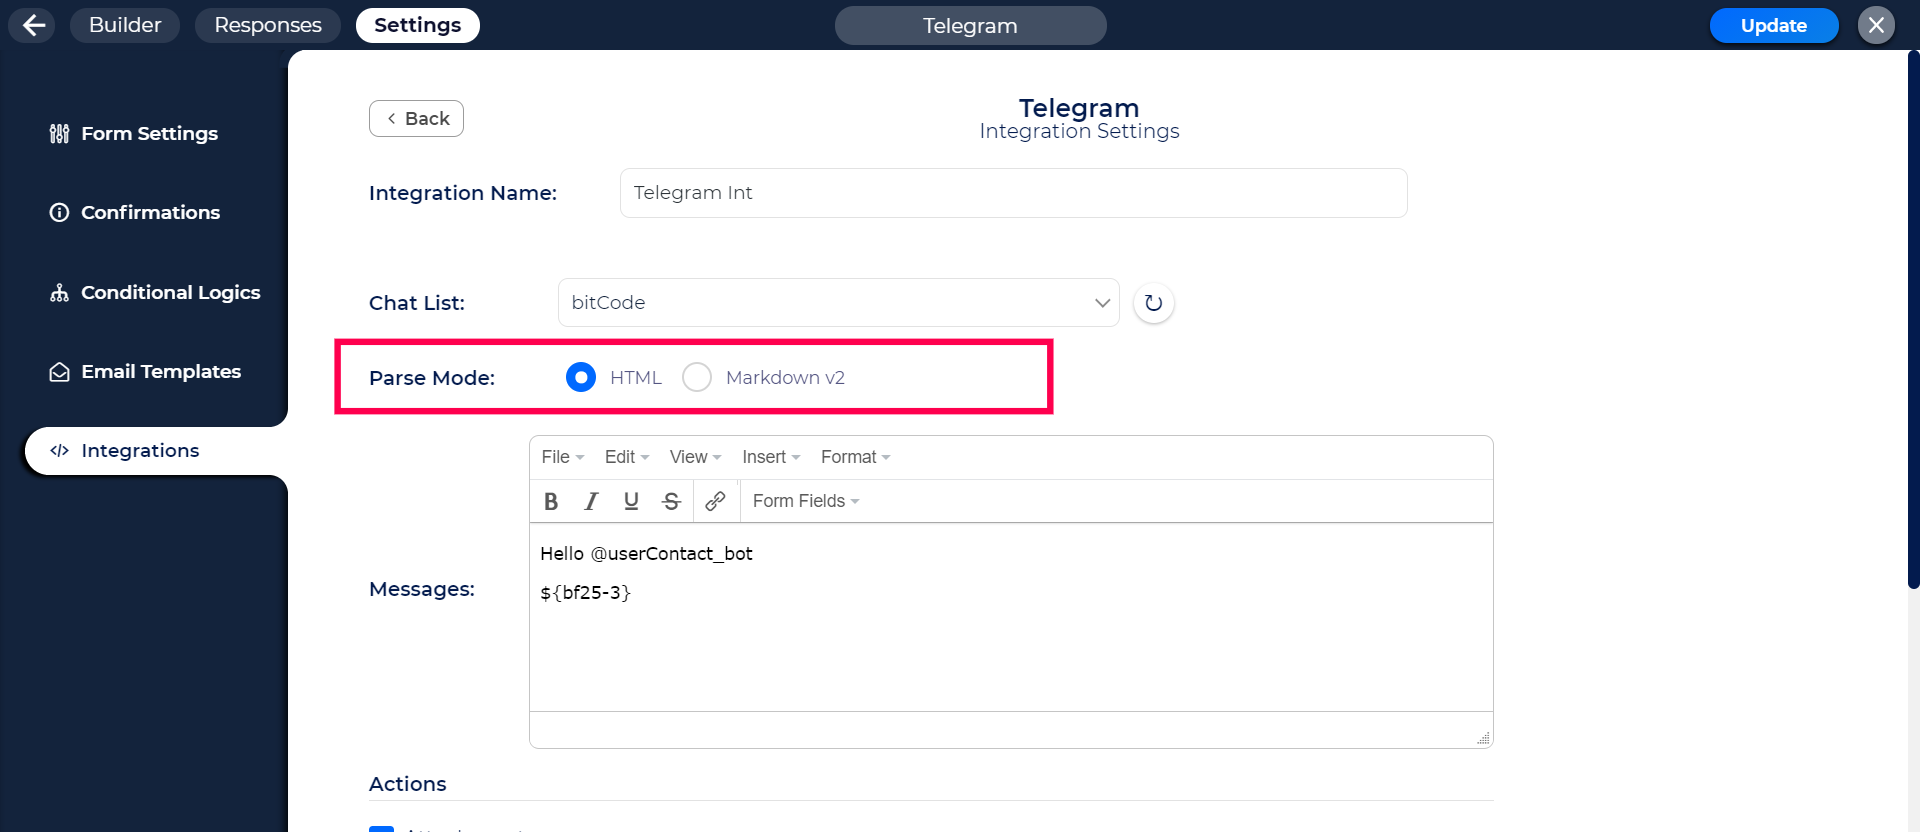 Builder Responses Settings Telegram Update
Form Settings
Confirmations
Conditional Logics
Email Templates
Integrations
Back
Telegram
Integration Settings
Integration Name: Telegram Int
Chat List: bitCode
Parse Mode: HTML Markdown v2
File Edit View Insert Format
B I U S Form Fields
Messages:
Hello @userContact_bot
${bf25-3}
Actions